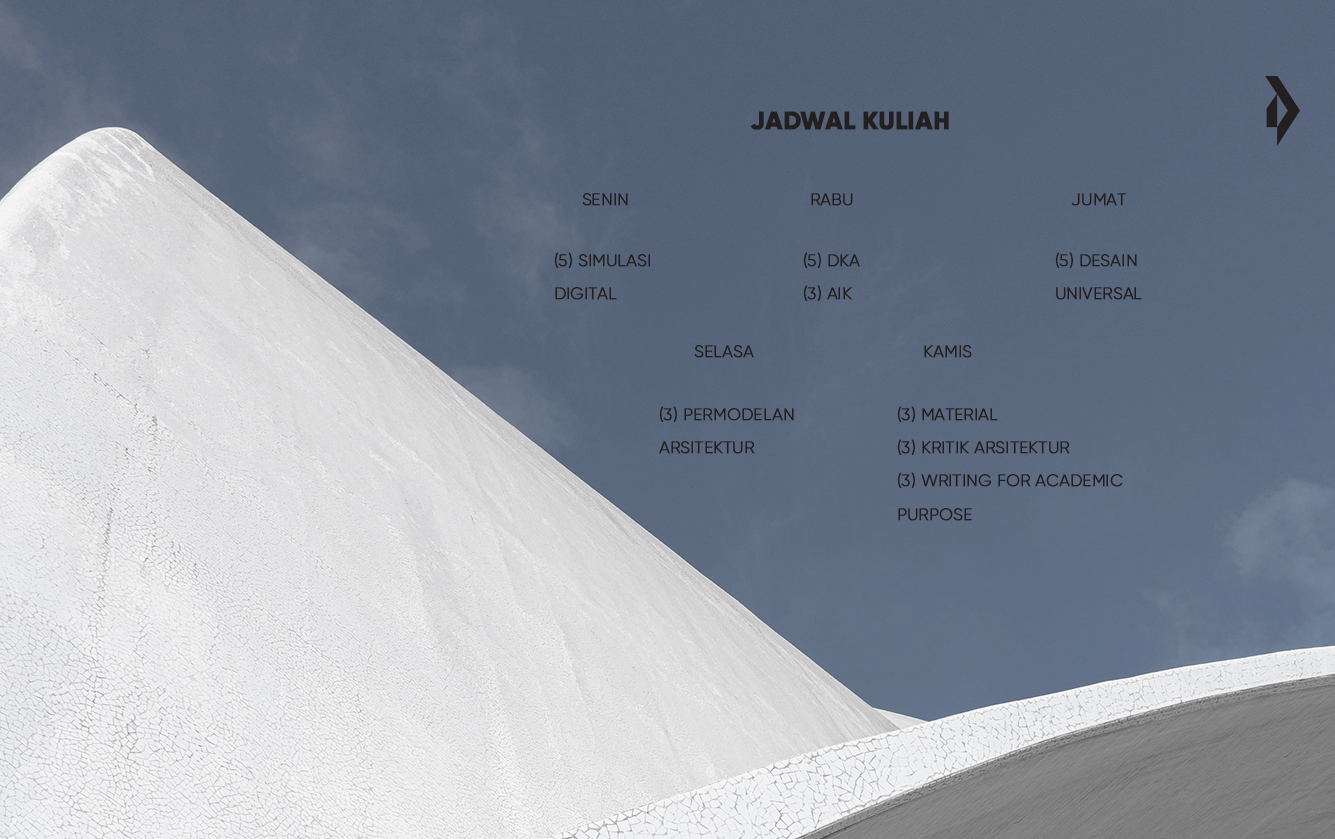 JADWAL KULIAH
SENIN
(5) SIMULASI
DIGITAL
RABU
(5) DKA
(3) AIK
JUMAT
(5) DESAIN
UNIVERSAL
SELASA
(3) PERMODELAN
ARSITEKTUR
KAMIS
(3) MATERIAL
(3) KRITIK ARSITEKTUR
(3) WRITING FOR ACADEMIC
PURPOSE